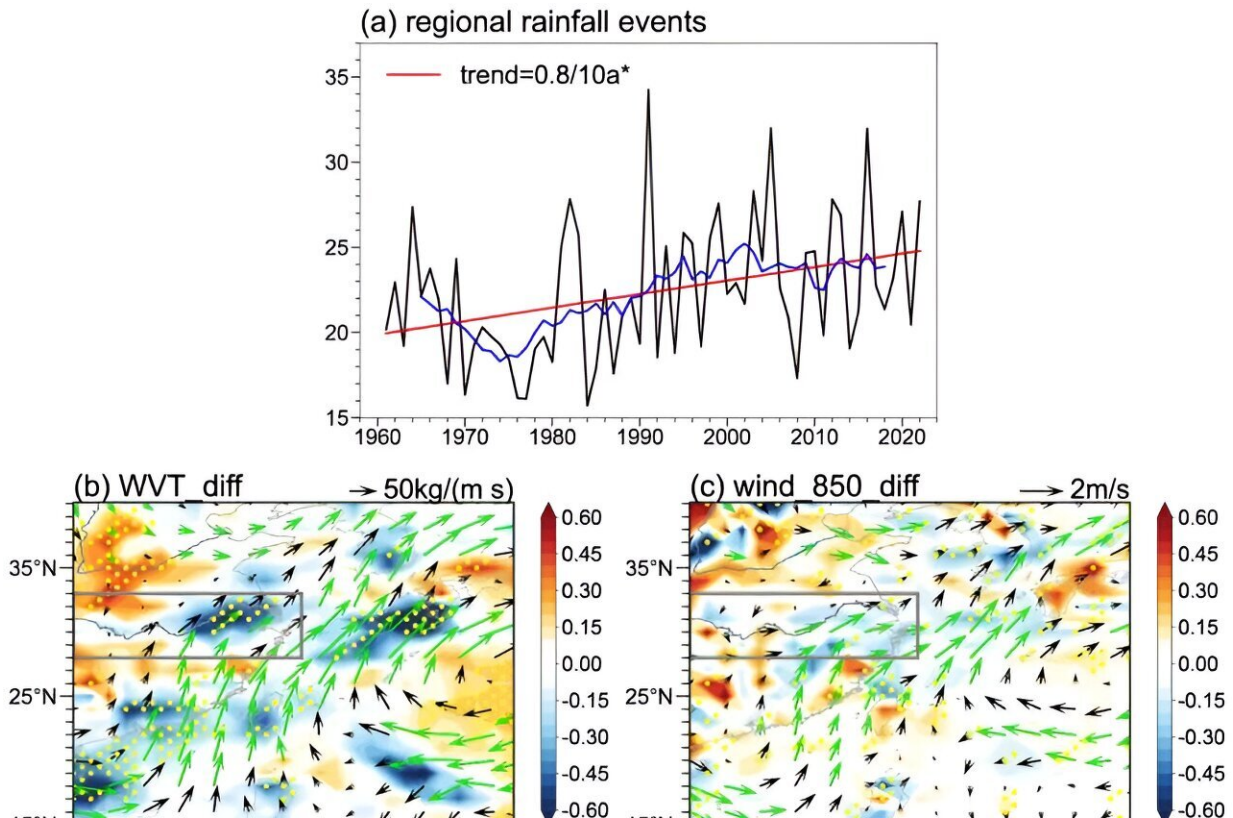 (a) regional rainfall events
35
trend=0.8/10a*
30
25
20
15
1960 1970 1980 1990 2000 2010 2020
(b) WVT_diff 50kg/(m s)
(c) wind_850_diff 2m/s
35°N
25°N
0.60
0.45
0.30
0.15
0.00
-0.15
-0.30
-0.45
-0.60
35°N
25°N
0.60
0.45
0.30
0.15
0.00
-0.15
-0.30
-0.45
-0.60